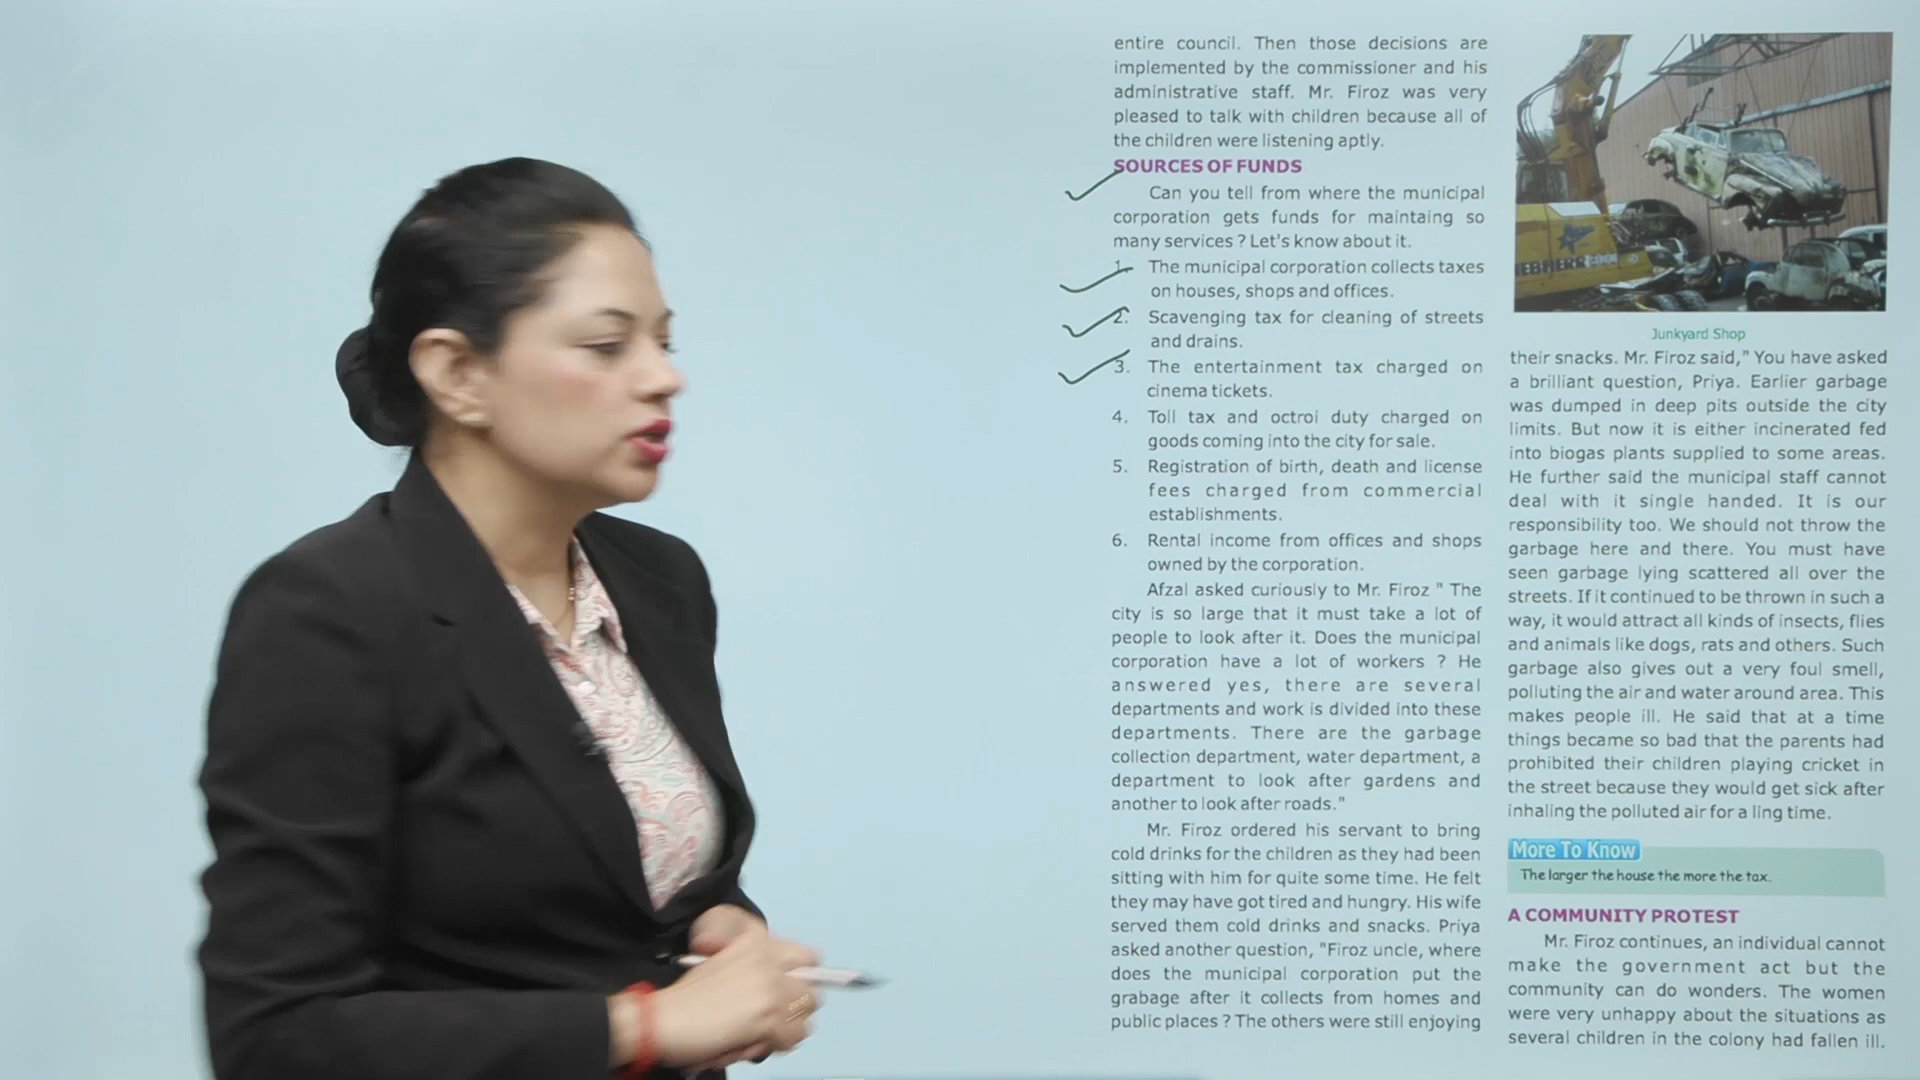 entire council. Then those decisions are
implemented by the commissioner and his
administrative staff. Mr. Firoz was very
pleased to talk with children because all of
the children were listening aptly.
SOURCES OF FUNDS
Can you tell from where the municipal
corporation gets funds for maintaing so
many services ? Let's know about it.
1. The municipal corporation collects taxes
on houses, shops and offices.
2. Scavenging tax for cleaning of streets
and drains.
3. The entertainment tax charged on
cinema tickets.
4. Toll tax and octroi duty charged on
goods coming into the city for sale.
5. Registration of birth, death and license
fees charged from commercial
establishments.
6. Rental income from offices and shops
owned by the corporation.
Afzal asked curiously to Mr. Firoz " The
city is so large that it must take a lot of
people to look after it. Does the municipal
corporation have a lot of workers ? He
answered yes, there are several
departments and work is divided into these
departments. There are the garbage
collection department, water department, a
department to look after gardens and
another to look after roads."
Mr. Firoz ordered his servant to bring
cold drinks for the children as they had been
sitting with him for quite some time. He felt
they may have got tired and hungry. His wife
served them cold drinks and snacks. Priya
asked another question, "Firoz uncle, where
does the municipal corporation put the
grabage after it collects from homes and
public places ? The others were still enjoying
LIEBHERR
Junkyard Shop
their snacks. Mr. Firoz said," You have asked
a brilliant question, Priya. Earlier garbage
was dumped in deep pits outside the city
limits. But now it is either incinerated fed
into biogas plants supplied to some areas.
He further said the municipal staff cannot
deal with it single handed. It is our
responsibility too. We should not throw the
garbage here and there. You must have
seen garbage lying scattered all over the
streets. If it continued to be thrown in such a
way, it would attract all kinds of insects, flies
and animals like dogs, rats and others. Such
garbage also gives out a very foul smell,
polluting the air and water around area. This
makes people ill. He said that at a time
things became so bad that the parents had
prohibited their children playing cricket in
the street because they would get sick after
inhaling the polluted air for a ling time.
More To Know
The larger the house the more the tax.
A COMMUNITY PROTEST
Mr. Firoz continues, an individual cannot
make the government act but the
community can do wonders. The women
were very unhappy about the situations as
several children in the colony had fallen ill.